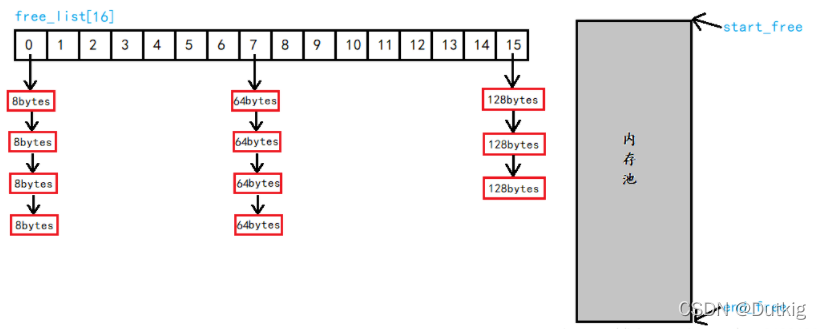 free_list[16]
0 1 2 3 4 5 6 7 8 9 10 11 12 13 14 15
8bytes 64bytes 128bytes
8bytes 64bytes 128bytes
8bytes 64bytes 128bytes
8bytes 64bytes
start_free
内
存
池
end_free
CSDN @Dutkig